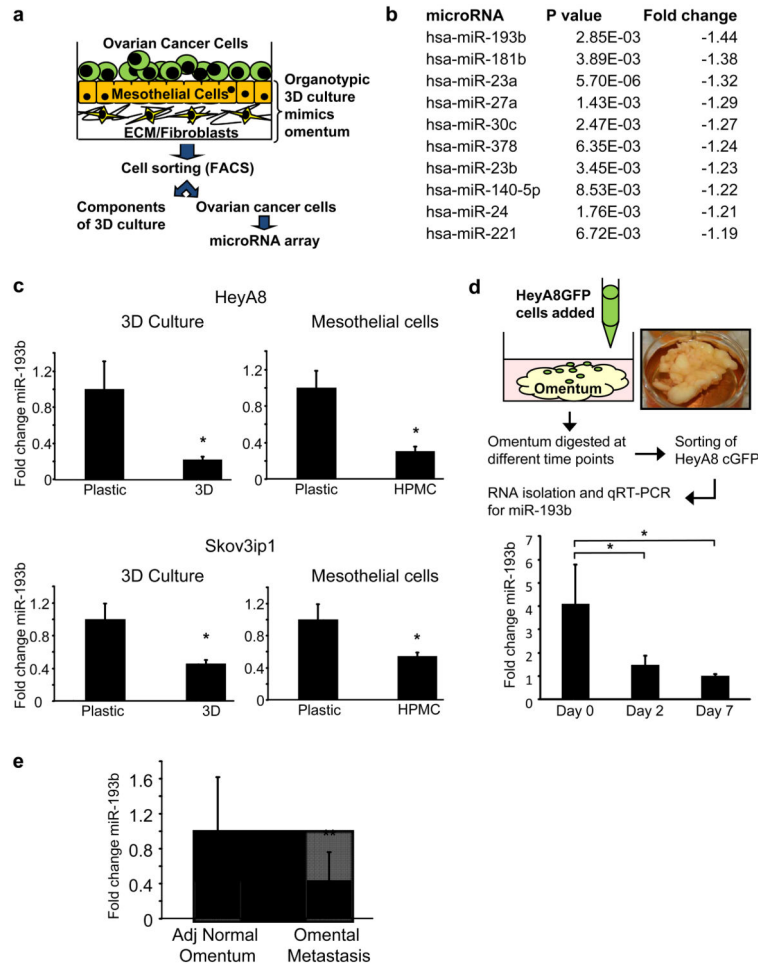 a
Ovarian Cancer Cells
Mesothelial Cells
ECM/Fibroblasts
Organotypic
3D culture
mimics
omentum
Cell sorting (FACS)
Components
of 3D culture
Ovarian cancer cells
microRNA array
b
microRNA P value Fold change
hsa-miR-193b 2.85E-03 -1.44
hsa-miR-181b 3.89E-03 -1.38
hsa-miR-23a 5.70E-06 -1.32
hsa-miR-27a 1.43E-03 -1.29
hsa-miR-30c 2.47E-03 -1.27
hsa-miR-378 6.35E-03 -1.24
hsa-miR-23b 3.45E-03 -1.23
hsa-miR-140-5p 8.53E-03 -1.22
hsa-miR-24 1.76E-03 -1.21
hsa-miR-221 6.72E-03 -1.19
c
HeyA8
3D Culture
Fold change miR-193b
1.2
0.8
0.4
0
*
Plastic 3D
Mesothelial cells
1.2
0.8
0.4
0
*
Plastic HPMC
Skov3ip1
3D Culture
Fold change miR-193b
1.2
0.8
0.4
0
*
Plastic 3D
Mesothelial cells
1.2
0.8
0.4
0
*
Plastic HPMC
d
HeyA8GFP
cells added
Omentum
Omentum digested at
different time points
Sorting of
HeyA8 cGFP
RNA isolation and qRT-PCR
for miR-193b
Fold change miR-193b
7
6
5
4
3
2
1
0
*
*
Day 0 Day 2 Day 7
e
Fold change miR-193b
1.6
1.2
0.8
0.4
0
**
Adj Normal
Omentum
Omental
Metastasis